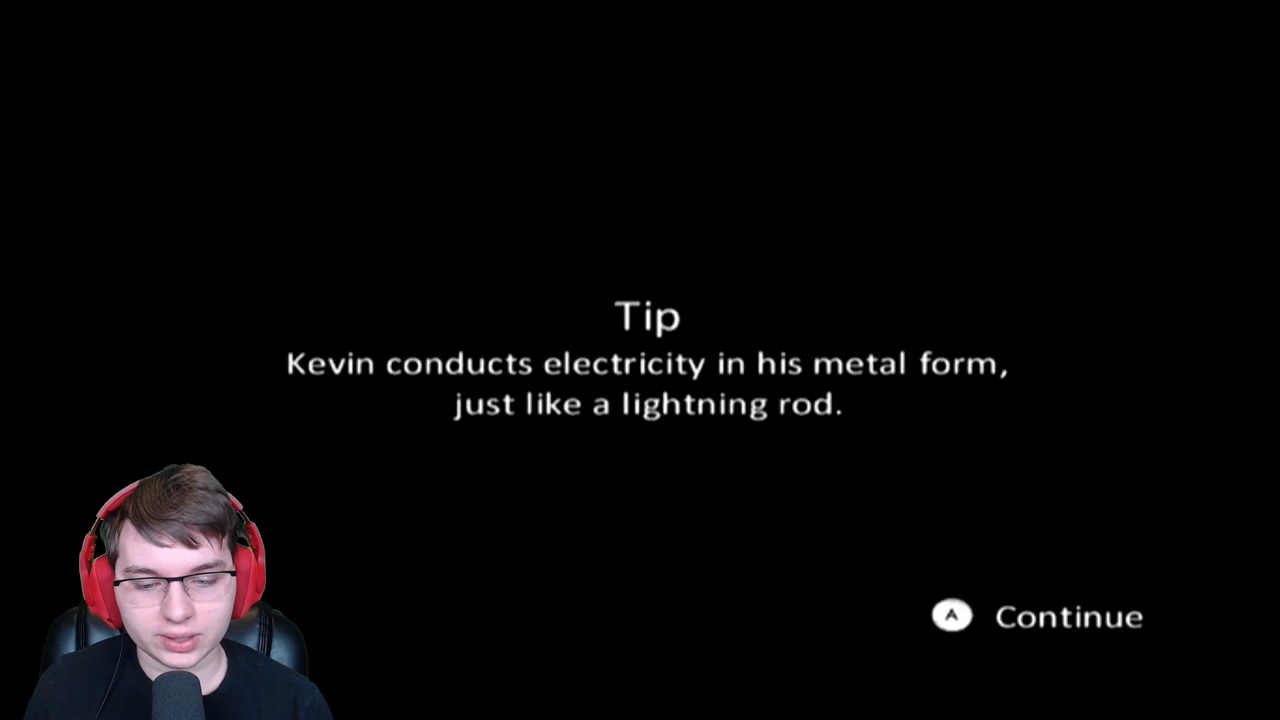 Tip
Kevin conducts electricity in his metal form,
just like a lightning rod.
A Continue